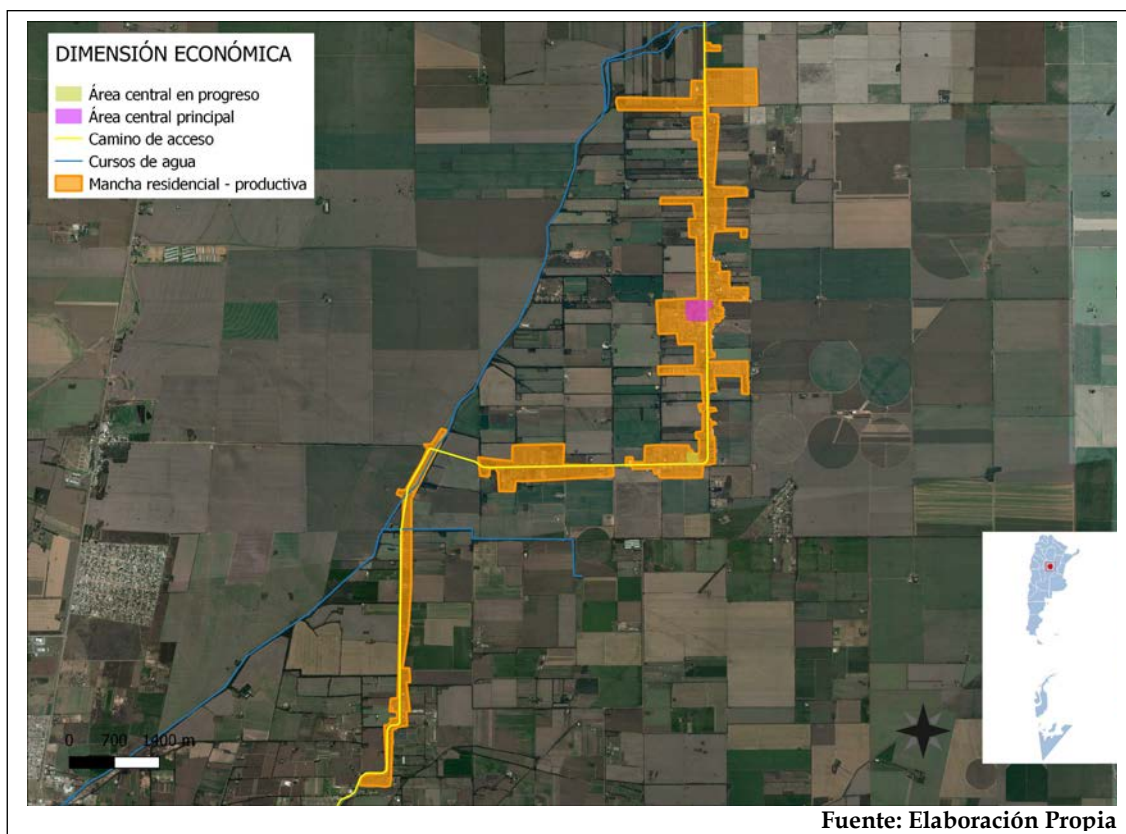 DIMENSIÓN ECONÓMICA
Área central en progreso
Área central principal
Camino de acceso
Cursos de agua
Mancha residencial - productiva
0 700 1400 m
Fuente: Elaboración Propia